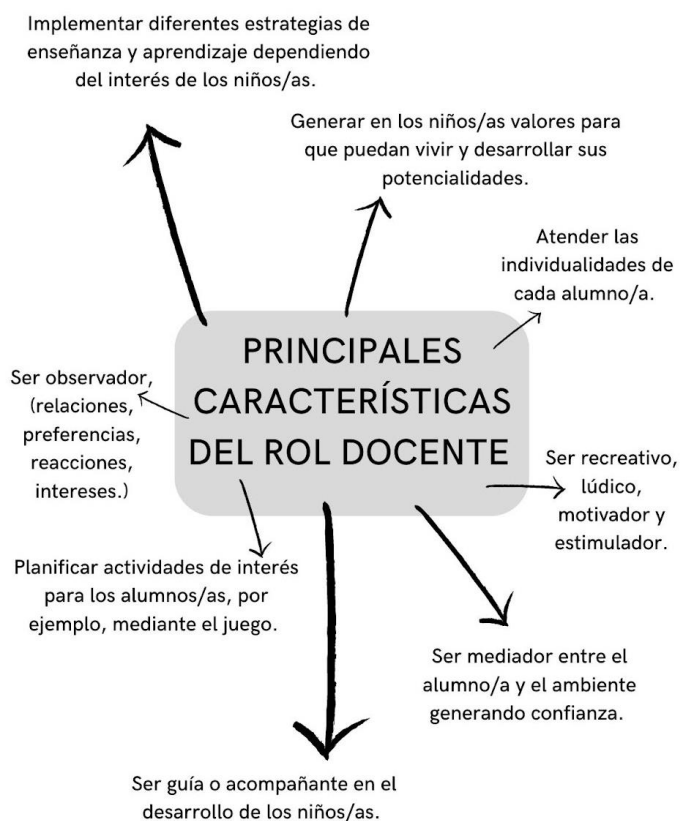 Implementar diferentes estrategias de
enseñanza y aprendizaje dependiendo
del interés de los niños/as.
Generar en los niños/as valores para
que puedan vivir y desarrollar sus
potencialidades.
Atender las
individualidades de
cada alumno/a.
PRINCIPALES
CARACTERÍSTICAS
DEL ROL DOCENTE
Ser observador,
(relaciones,
preferencias,
reacciones,
intereses.)
Ser recreativo,
lúdico,
motivador y
estimulador.
Planificar actividades de interés
para los alumnos/as, por
ejemplo, mediante el juego.
Ser mediador entre el
alumno/a y el ambiente
generando confianza.
Ser guía o acompañante en el
desarrollo de los niños/as.